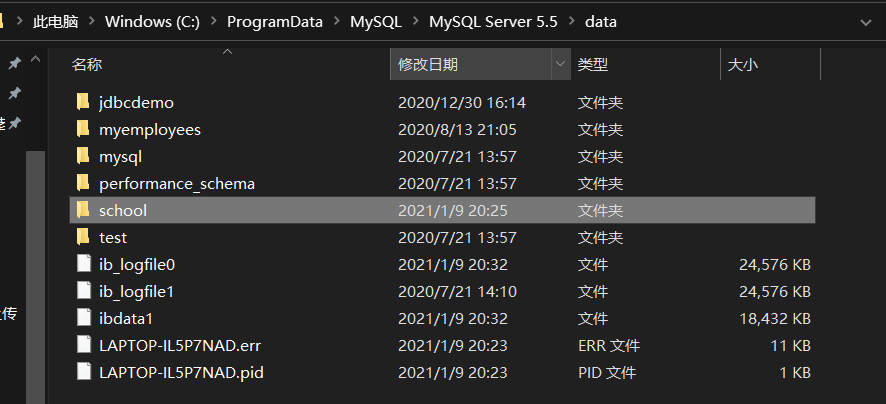 此电脑 > Windows (C:) > ProgramData > MySQL > MySQL Server 5.5 > data
名称 修改日期 类型 大小
jdbcdemo 2020/12/30 16:14 文件夹
myemployees 2020/8/13 21:05 文件夹
mysql 2020/7/21 13:57 文件夹
performance_schema 2020/7/21 13:57 文件夹
school 2021/1/9 20:25 文件夹
test 2020/7/21 13:57 文件夹
ib_logfile0 2021/1/9 20:32 文件 24,576 KB
ib_logfile1 2020/7/21 14:10 文件 24,576 KB
ibdata1 2021/1/9 20:32 文件 18,432 KB
传
LAPTOP-IL5P7NAD.err 2021/1/9 20:23 ERR 文件 11 KB
LAPTOP-IL5P7NAD.pid 2021/1/9 20:23 PID 文件 1 KB